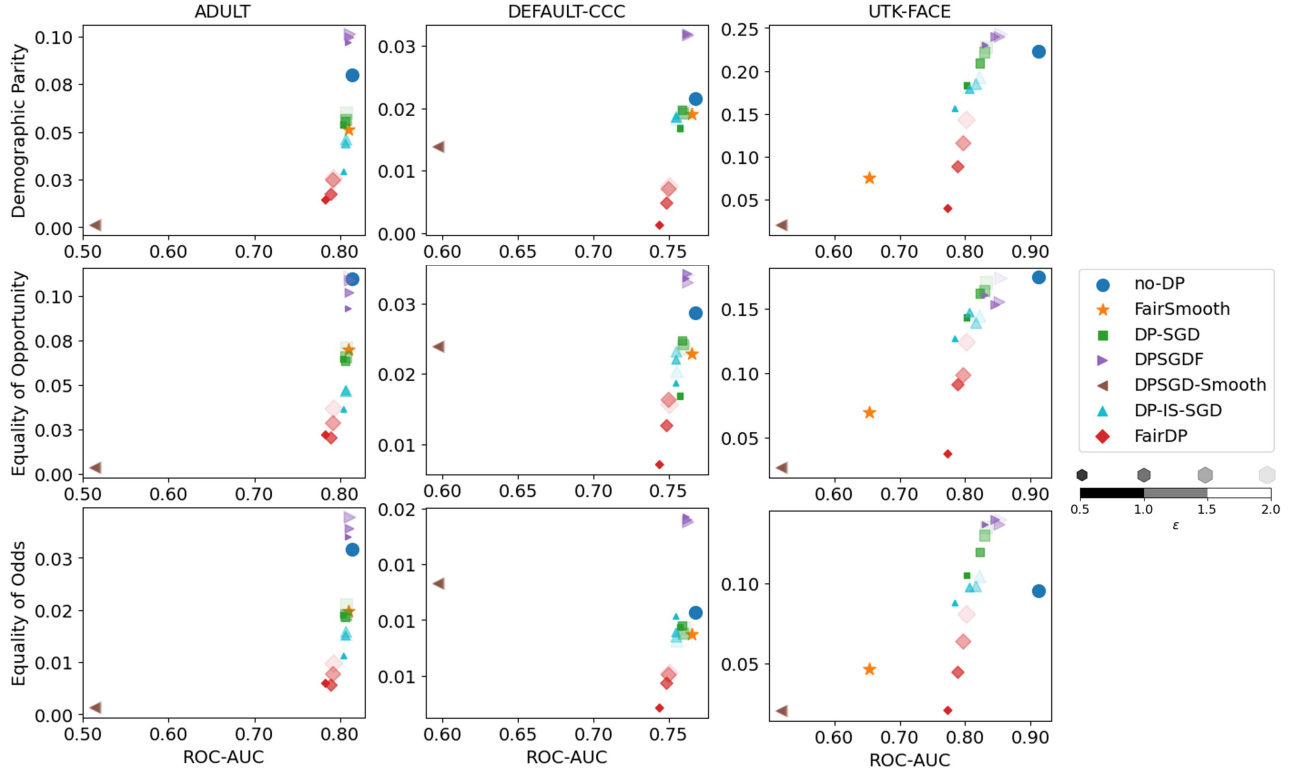 ADULT
DEFAULT-CCC
UTK-FACE
Demographic Parity
0.10
0.08
0.05
0.03
0.00
0.50 0.60 0.70 0.80
0.03
0.02
0.01
0.00
0.60 0.65 0.70 0.75
0.25
0.20
0.15
0.10
0.05
0.60 0.70 0.80 0.90
Equality of Opportunity
0.10
0.08
0.05
0.03
0.00
0.50 0.60 0.70 0.80
0.03
0.02
0.01
0.60 0.65 0.70 0.75
0.15
0.10
0.05
0.60 0.70 0.80 0.90
Equality of Odds
0.03
0.02
0.01
0.00
0.50 0.60 0.70 0.80
ROC-AUC
0.02
0.01
0.01
0.01
0.60 0.65 0.70 0.75
ROC-AUC
0.10
0.05
0.60 0.70 0.80 0.90
ROC-AUC
no-DP
FairSmooth
DP-SGD
DPSGDF
DPSGD-Smooth
DP-IS-SGD
FairDP
0.5 1.0 1.5 2.0
ε